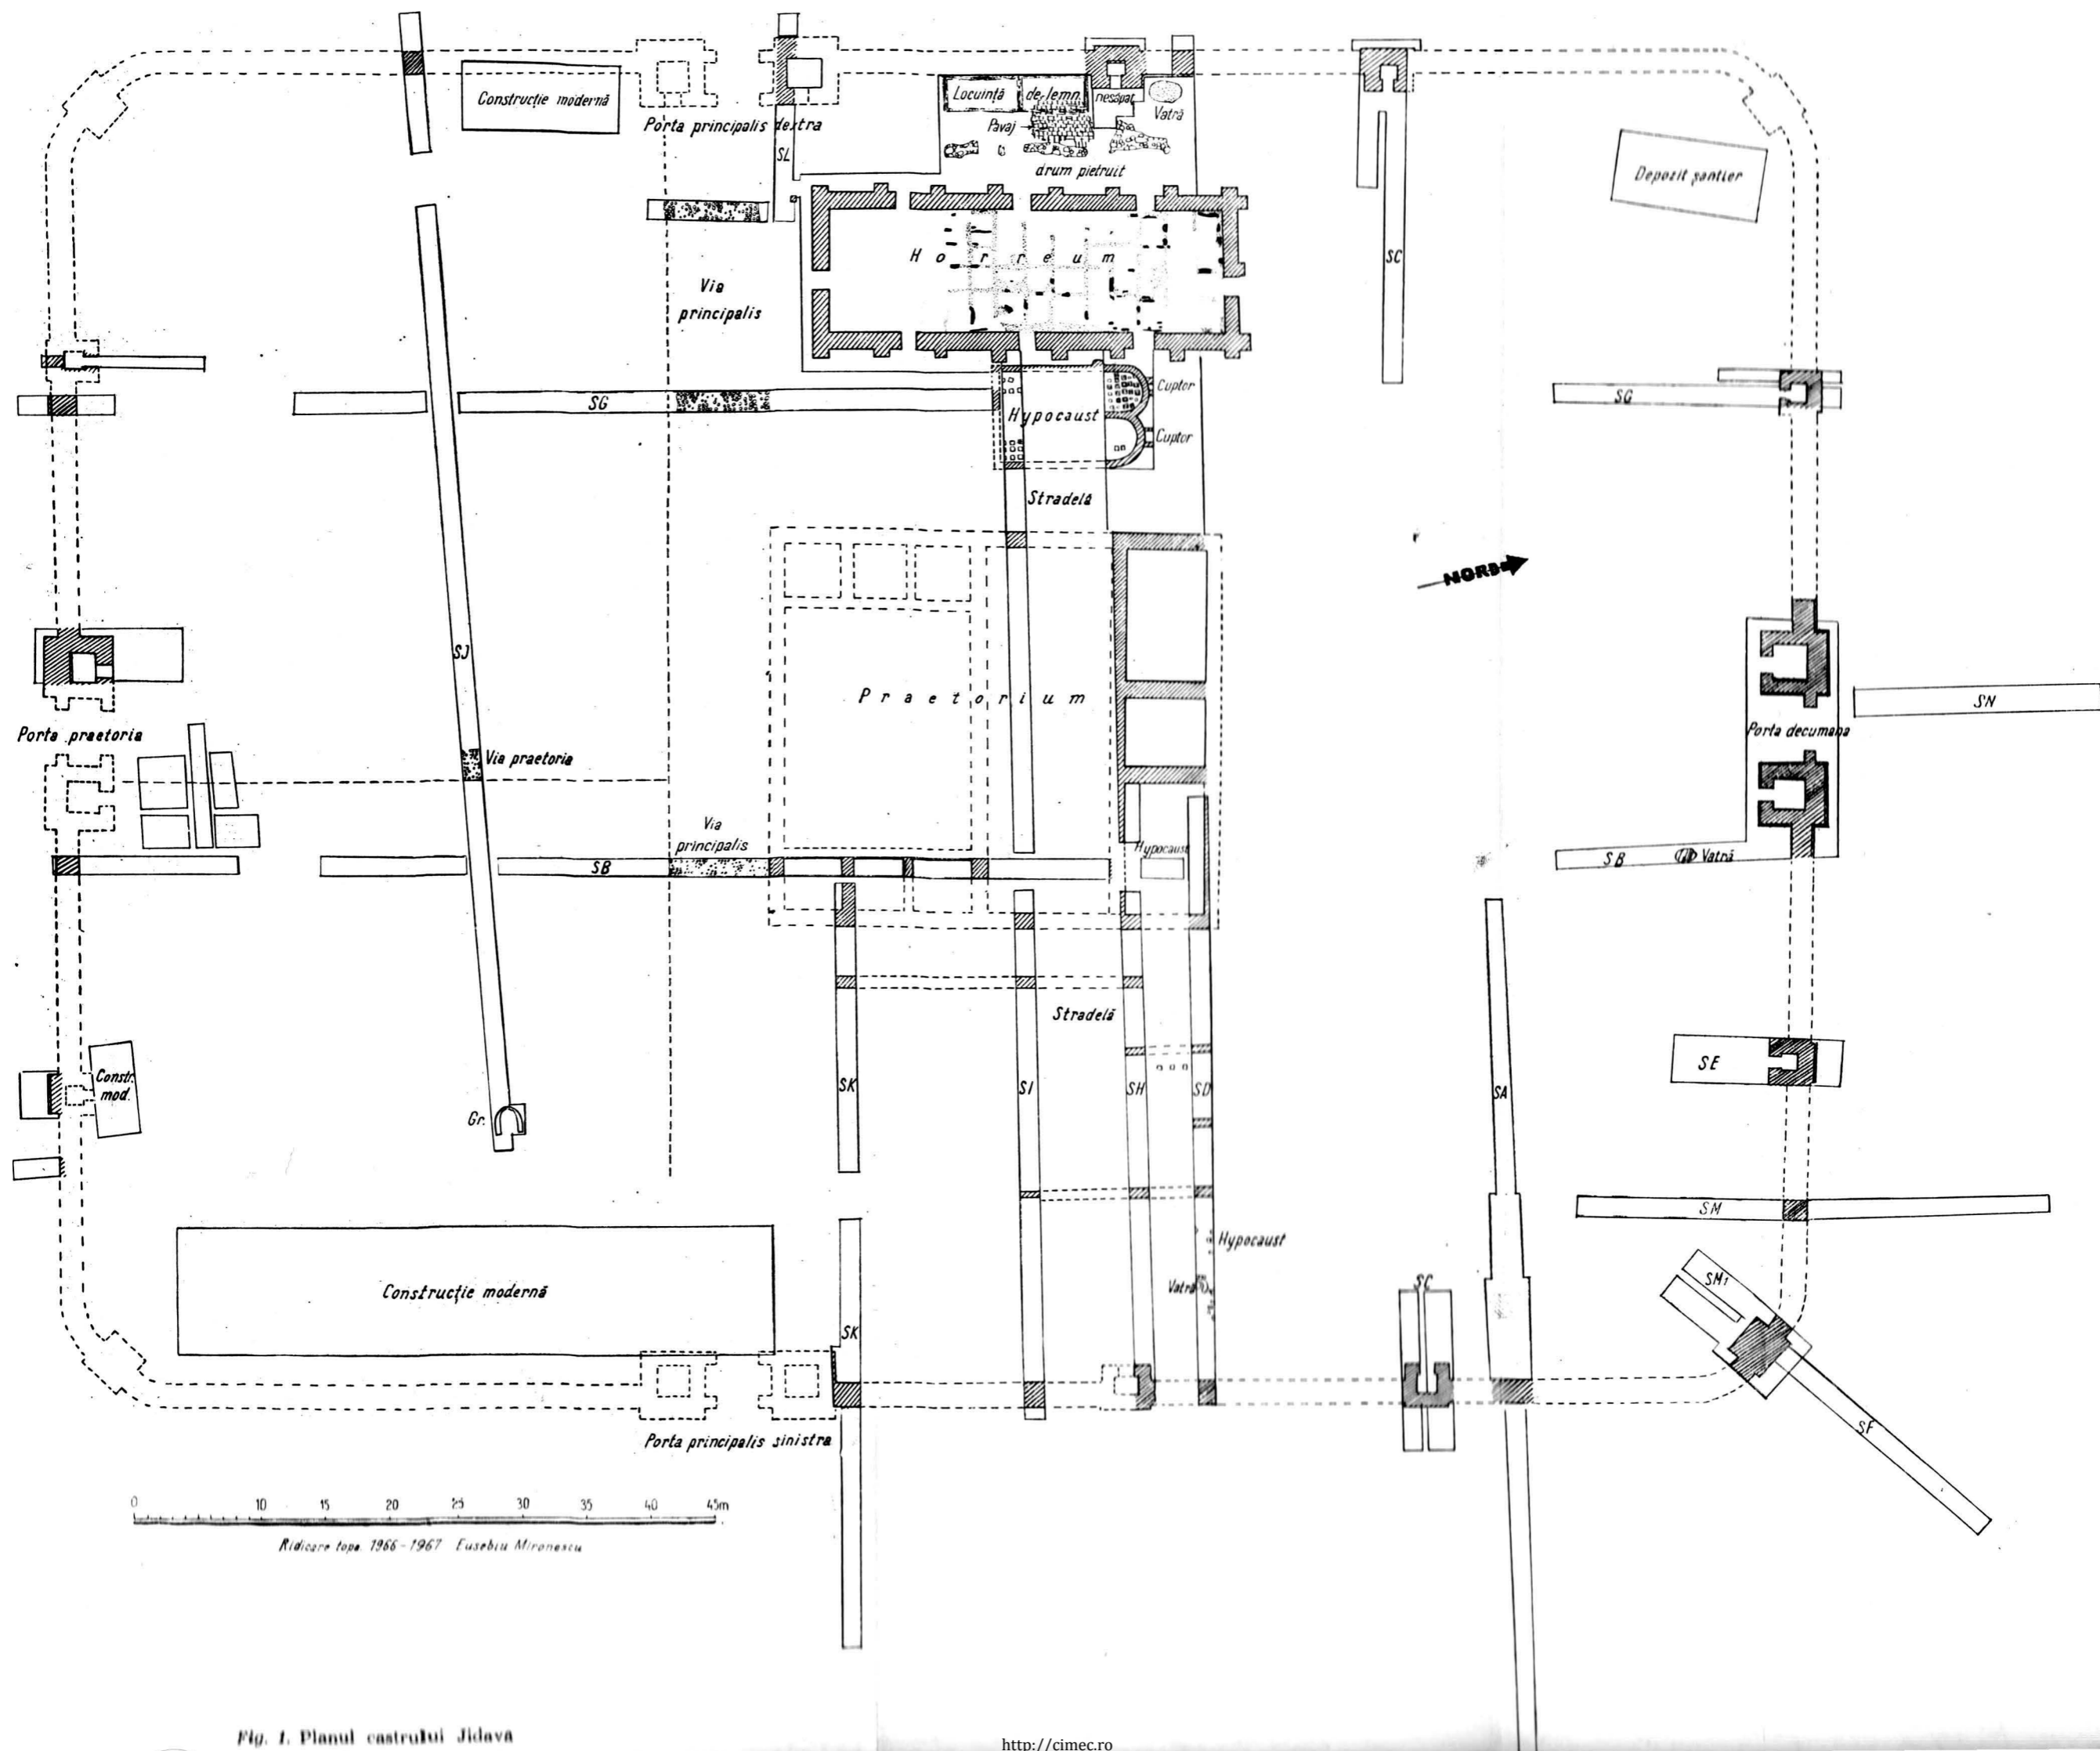 Construcție modernă
Porta principalis dextra
SL
Locuință de lemn
nesăpat
Vatră
Pavaj
drum pietruit
Depozit șantier
Horreum
SC
Via
principalis
Cuptor
SG
Hypocaust
Cuptor
SG
Stradelă
NORD
SJ
Praetorium
SN
Porta praetoria
Porta decumana
Via praetoria
Via
principalis
Hypocaust
SB
SB
Vatră
Stradelă
SE
Constr.
mod.
SK
SI
SH
SD
SA
Gr.
SM
Hypocaust
Construcție modernă
Vatră
SC
SM1
SK
SF
Porta principalis sinistra
0 10 15 20 25 30 35 40 45m
Ridicare topo. 1966-1967 Eusebiu Mironescu
Fig. 1. Planul castrului Jidava
http://cimec.ro